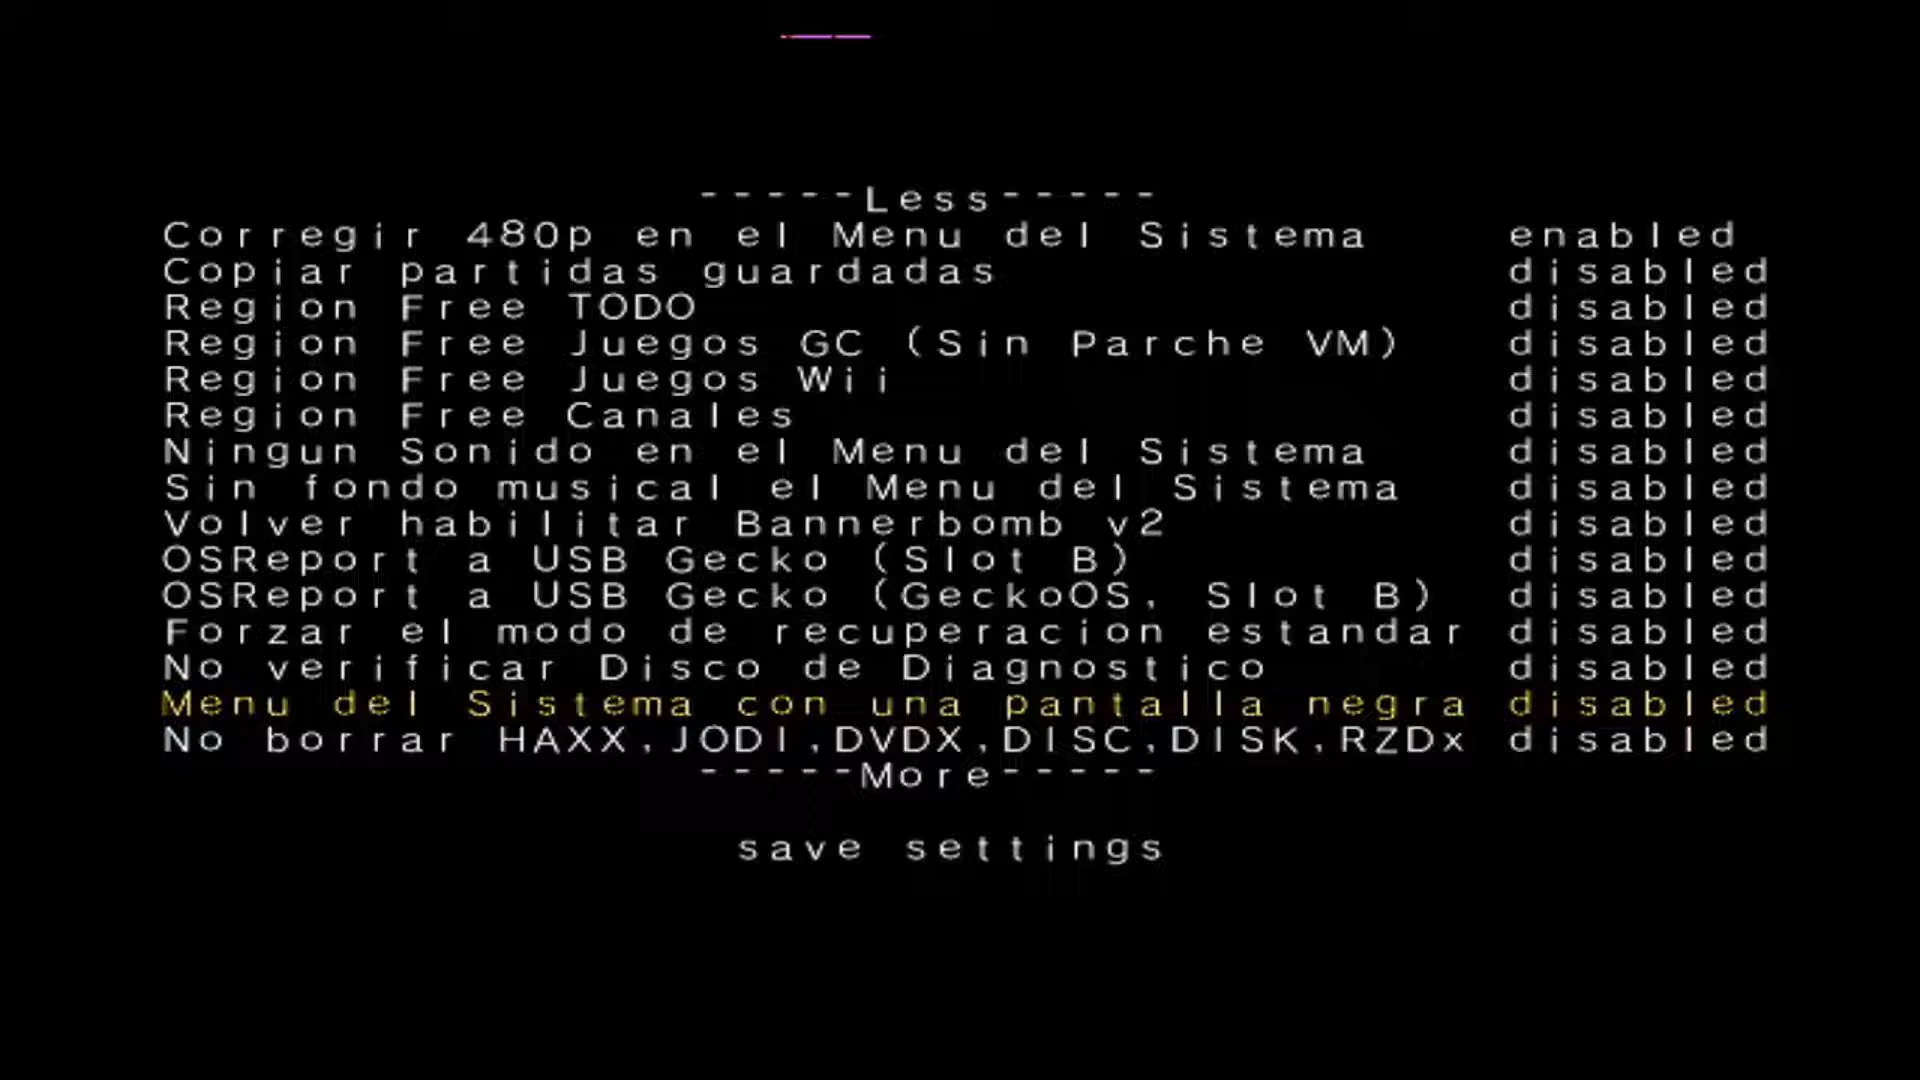 -----Less-----
Corregir 480p en el Menu del Sistema enabled
Copiar partidas guardadas disabled
Region Free TODO disabled
Region Free Juegos GC (Sin Parche VM) disabled
Region Free Juegos Wii disabled
Region Free Canales disabled
Ningun Sonido en el Menu del Sistema disabled
Sin fondo musical el Menu del Sistema disabled
Volver habilitar Bannerbomb v2 disabled
OSReport a USB Gecko (Slot B) disabled
OSReport a USB Gecko (GeckoOS, Slot B) disabled
Forzar el modo de recuperacion estandar disabled
No verificar Disco de Diagnostico disabled
Menu del Sistema con una pantalla negra disabled
No borrar HAXX,JODI,DVDX,DISC,DISK,RZDx disabled
-----More-----
save settings